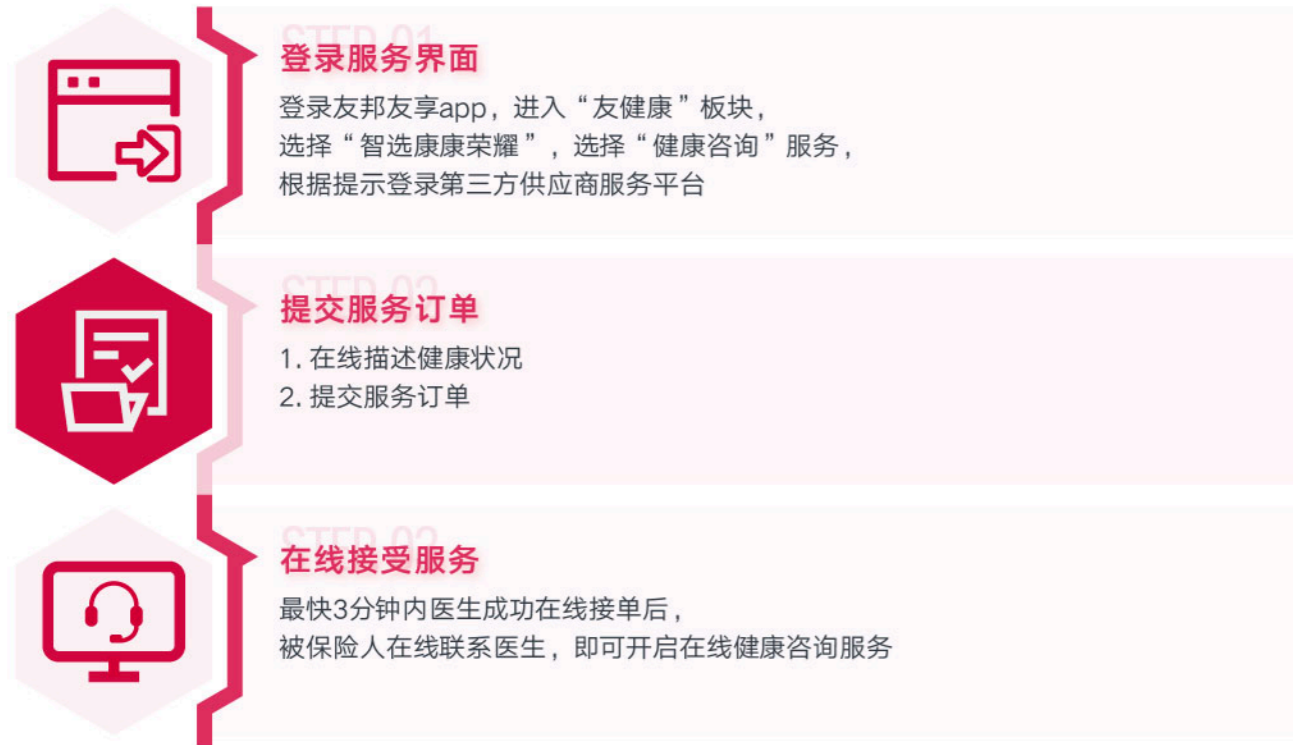 STEP 01
登录服务界面
登录友邦友享app，进入“友健康”板块，
选择“智选康康荣耀”，选择“健康咨询”服务，
根据提示登录第三方供应商服务平台
STEP 02
提交服务订单
1. 在线描述健康状况
2. 提交服务订单
STEP 03
在线接受服务
最快3分钟内医生成功在线接单后，
被保险人在线联系医生，即可开启在线健康咨询服务